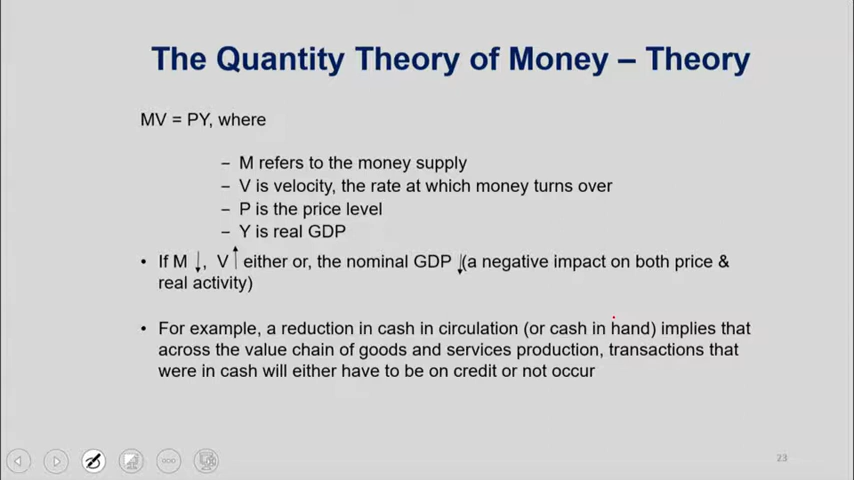 The Quantity Theory of Money – Theory
MV = PY, where
– M refers to the money supply
– V is velocity, the rate at which money turns over
– P is the price level
– Y is real GDP
• If M ↓, V ↑ either or, the nominal GDP ↓(a negative impact on both price &
real activity)
• For example, a reduction in cash in circulation (or cash in hand) implies that
across the value chain of goods and services production, transactions that
were in cash will either have to be on credit or not occur
23